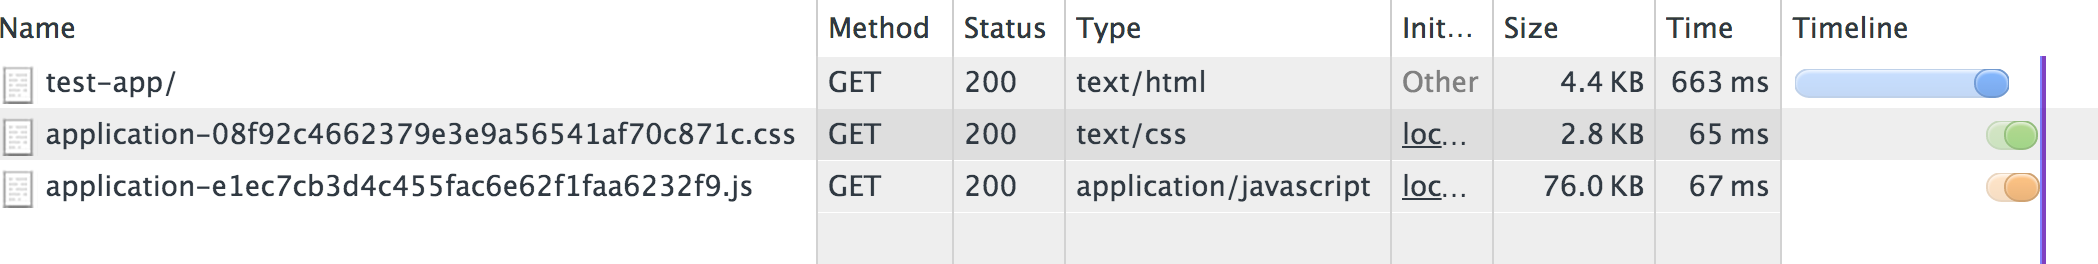 Name Method Status Type Init... Size Time Timeline
test-app/ GET 200 text/html Other 4.4 KB 663 ms
application-08f92c4662379e3e9a56541af70c871c.css GET 200 text/css loc... 2.8 KB 65 ms
application-e1ec7cb3d4c455fac6e62f1faa6232f9.js GET 200 application/javascript loc... 76.0 KB 67 ms